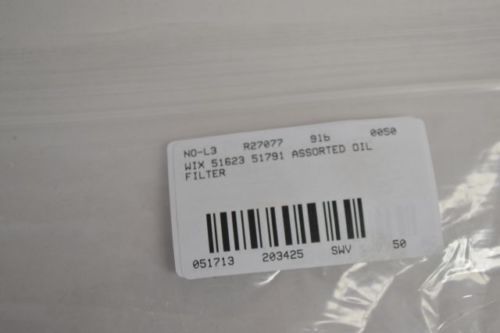 NO-L3 R27077 91b 0050
WIX 51623 51791 ASSORTED OIL
FILTER
051713 203425 SWV 50